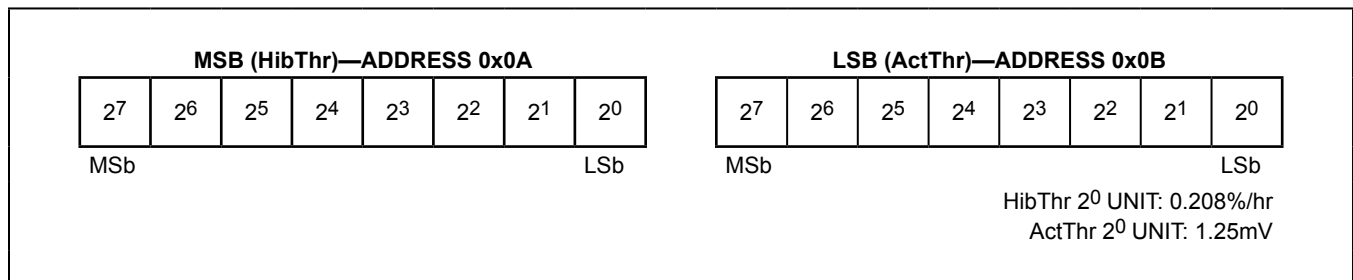 MSB (HibThr)—ADDRESS 0x0A
2⁷ 2⁶ 2⁵ 2⁴ 2³ 2² 2¹ 2⁰
MSb LSb
LSB (ActThr)—ADDRESS 0x0B
2⁷ 2⁶ 2⁵ 2⁴ 2³ 2² 2¹ 2⁰
MSb LSb
HibThr 2⁰ UNIT: 0.208%/hr
ActThr 2⁰ UNIT: 1.25mV